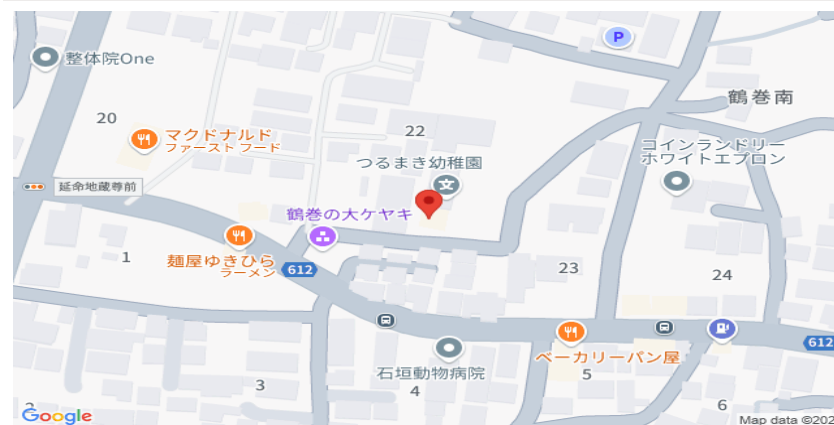 P
整体院One
鶴巻南
20
マクドナルド
ファースト フード
22
コインランドリー
ホワイトエプロン
つるまき幼稚園
文
延命地蔵尊前
鶴巻の大ケヤキ
1
麺屋ゆきひら
ラーメン
612
23
24
612
ベーカリーパン屋
石垣動物病院
5
3
4
6
Google
Map data ©202